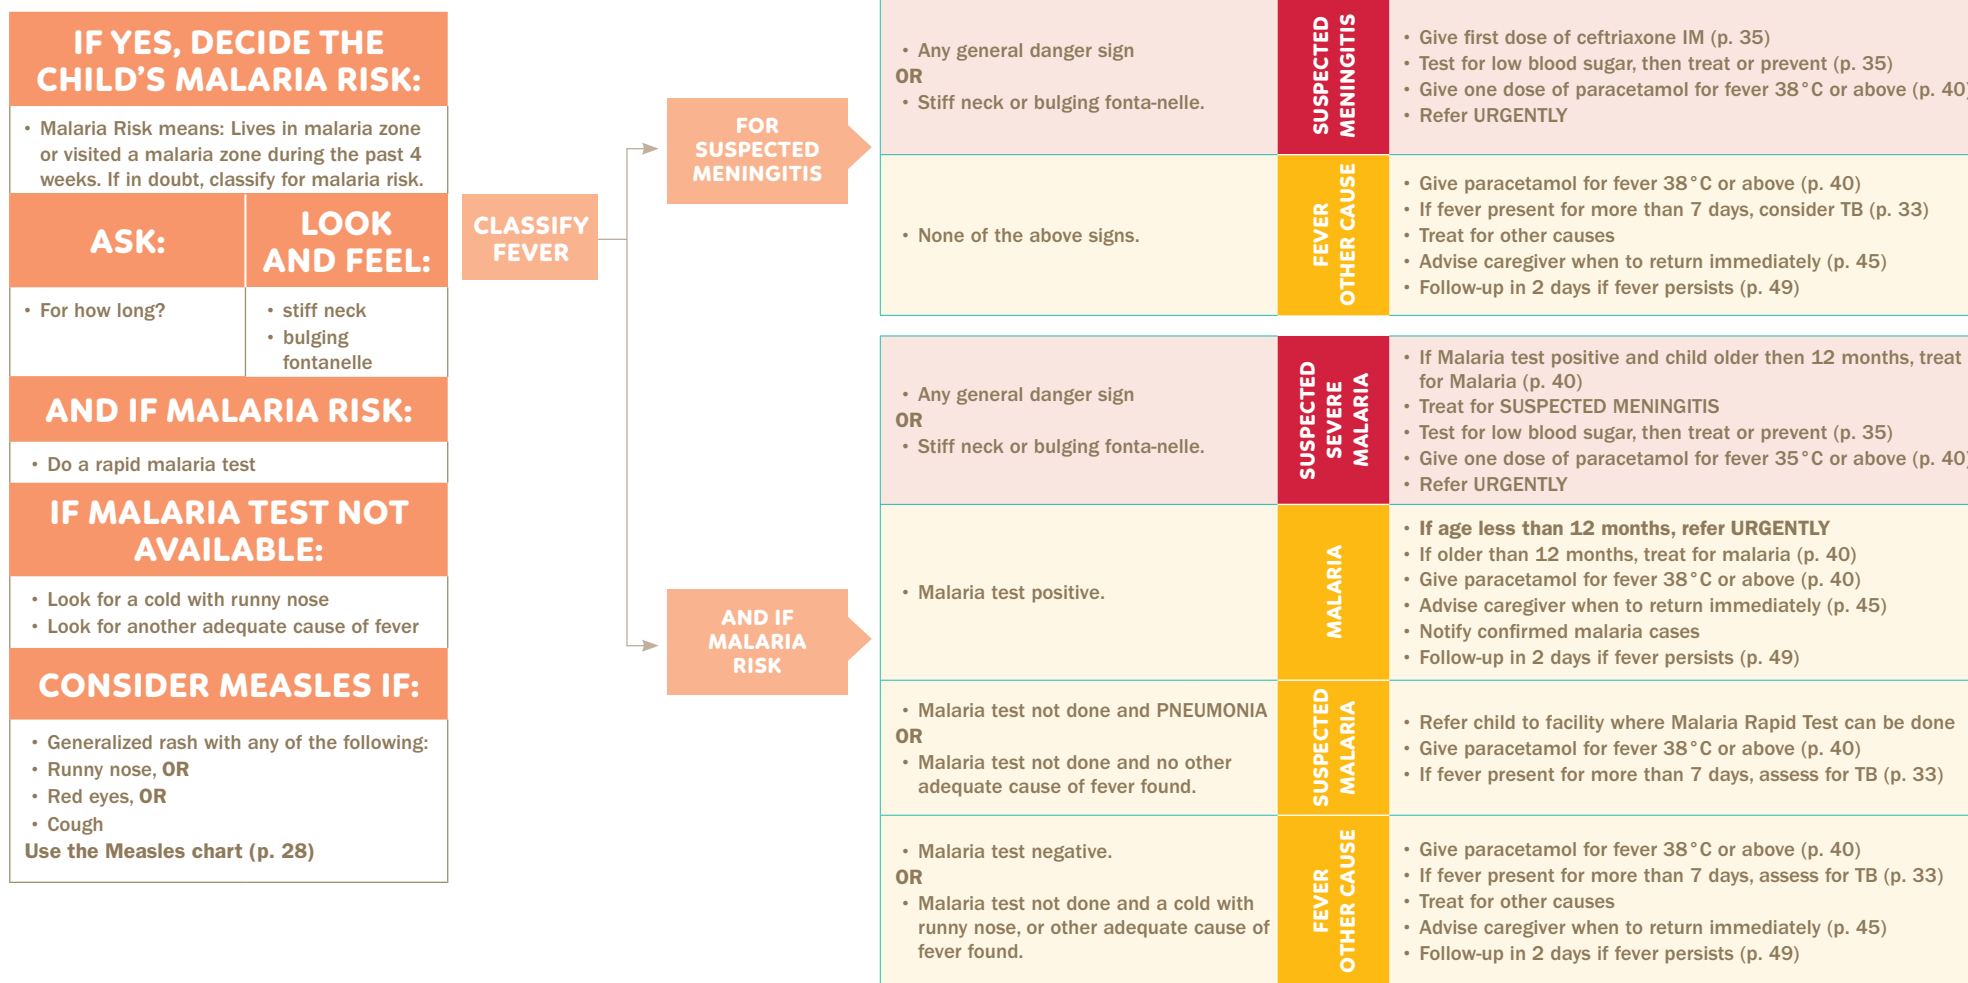 IF YES, DECIDE THE
CHILD'S MALARIA RISK:
• Malaria Risk means: Lives in malaria zone
or visited a malaria zone during the past 4
weeks. If in doubt, classify for malaria risk.
ASK:
LOOK
AND FEEL:
• For how long?
• stiff neck
• bulging
fontanelle
AND IF MALARIA RISK:
• Do a rapid malaria test
IF MALARIA TEST NOT
AVAILABLE:
• Look for a cold with runny nose
• Look for another adequate cause of fever
CONSIDER MEASLES IF:
• Generalized rash with any of the following:
• Runny nose, OR
• Red eyes, OR
• Cough
Use the Measles chart (p. 28)
CLASSIFY
FEVER
FOR
SUSPECTED
MENINGITIS
• Any general danger sign
OR
• Stiff neck or bulging fonta-nelle.
SUSPECTED
MENINGITIS
• Give first dose of ceftriaxone IM (p. 35)
• Test for low blood sugar, then treat or prevent (p. 35)
• Give one dose of paracetamol for fever 38°C or above (p. 40)
• Refer URGENTLY
• None of the above signs.
FEVER
OTHER CAUSE
• Give paracetamol for fever 38°C or above (p. 40)
• If fever present for more than 7 days, consider TB (p. 33)
• Treat for other causes
• Advise caregiver when to return immediately (p. 45)
• Follow-up in 2 days if fever persists (p. 49)
AND IF
MALARIA
RISK
• Any general danger sign
OR
• Stiff neck or bulging fonta-nelle.
SUSPECTED
SEVERE
MALARIA
• If Malaria test positive and child older then 12 months, treat
for Malaria (p. 40)
• Treat for SUSPECTED MENINGITIS
• Test for low blood sugar, then treat or prevent (p. 35)
• Give one dose of paracetamol for fever 35°C or above (p. 40)
• Refer URGENTLY
• Malaria test positive.
MALARIA
• If age less than 12 months, refer URGENTLY
• If older than 12 months, treat for malaria (p. 40)
• Give paracetamol for fever 38°C or above (p. 40)
• Advise caregiver when to return immediately (p. 45)
• Notify confirmed malaria cases
• Follow-up in 2 days if fever persists (p. 49)
• Malaria test not done and PNEUMONIA
OR
• Malaria test not done and no other
adequate cause of fever found.
SUSPECTED
MALARIA
• Refer child to facility where Malaria Rapid Test can be done
• Give paracetamol for fever 38°C or above (p. 40)
• If fever present for more than 7 days, assess for TB (p. 33)
• Malaria test negative.
OR
• Malaria test not done and a cold with
runny nose, or other adequate cause of
fever found.
FEVER
OTHER CAUSE
• Give paracetamol for fever 38°C or above (p. 40)
• If fever present for more than 7 days, assess for TB (p. 33)
• Treat for other causes
• Advise caregiver when to return immediately (p. 45)
• Follow-up in 2 days if fever persists (p. 49)